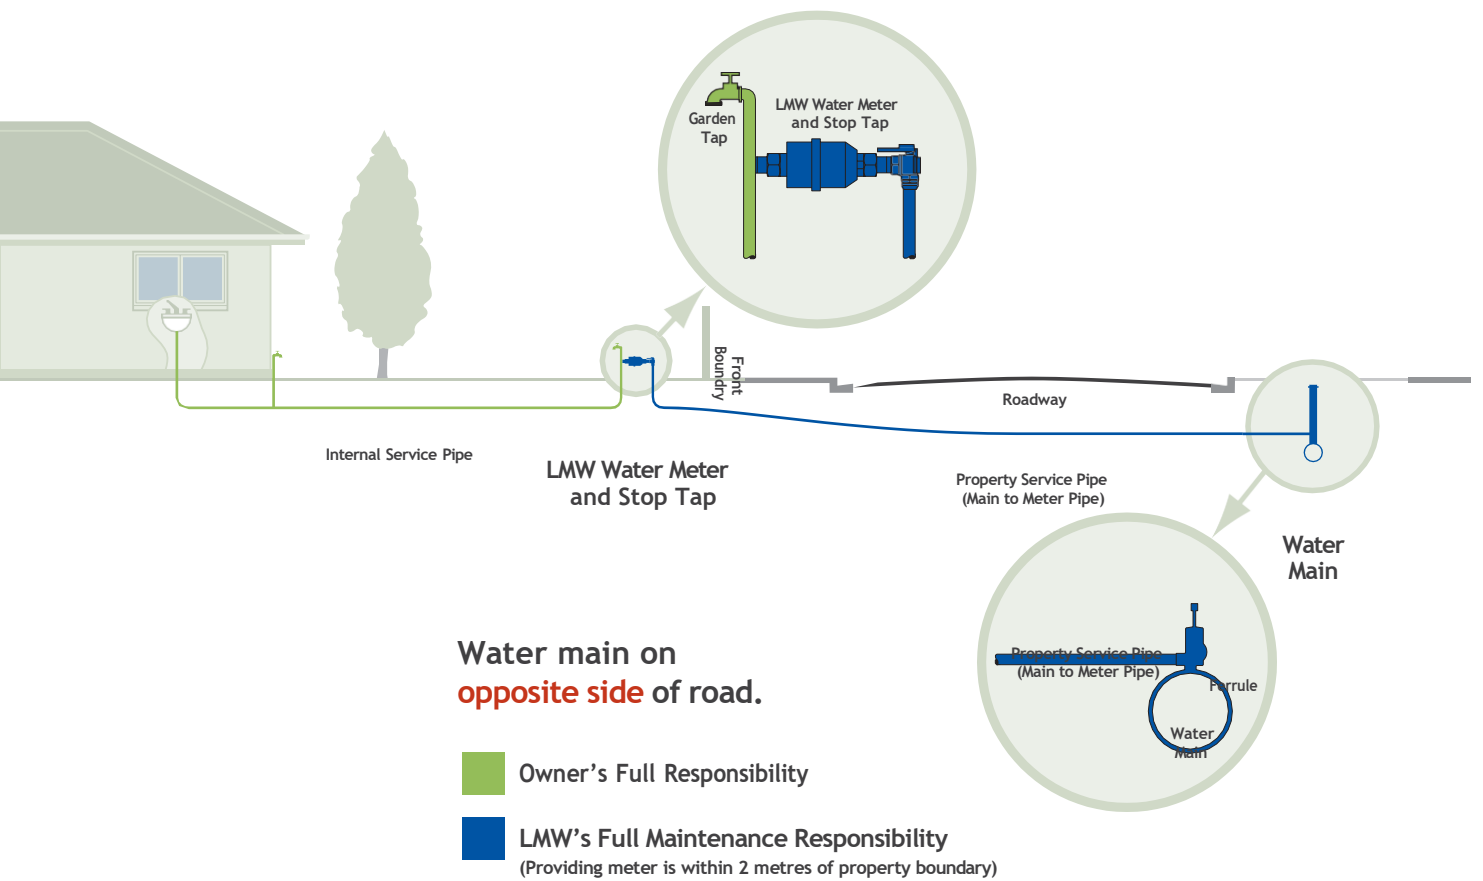 Garden
Tap
LMW Water Meter
and Stop Tap
Front
Boundry
Roadway
Internal Service Pipe
LMW Water Meter
and Stop Tap
Property Service Pipe
(Main to Meter Pipe)
Water
Main
Property Service Pipe
(Main to Meter Pipe)
Ferrule
Water
Main
Water main on
opposite side of road.
Owner's Full Responsibility
LMW's Full Maintenance Responsibility
(Providing meter is within 2 metres of property boundary)